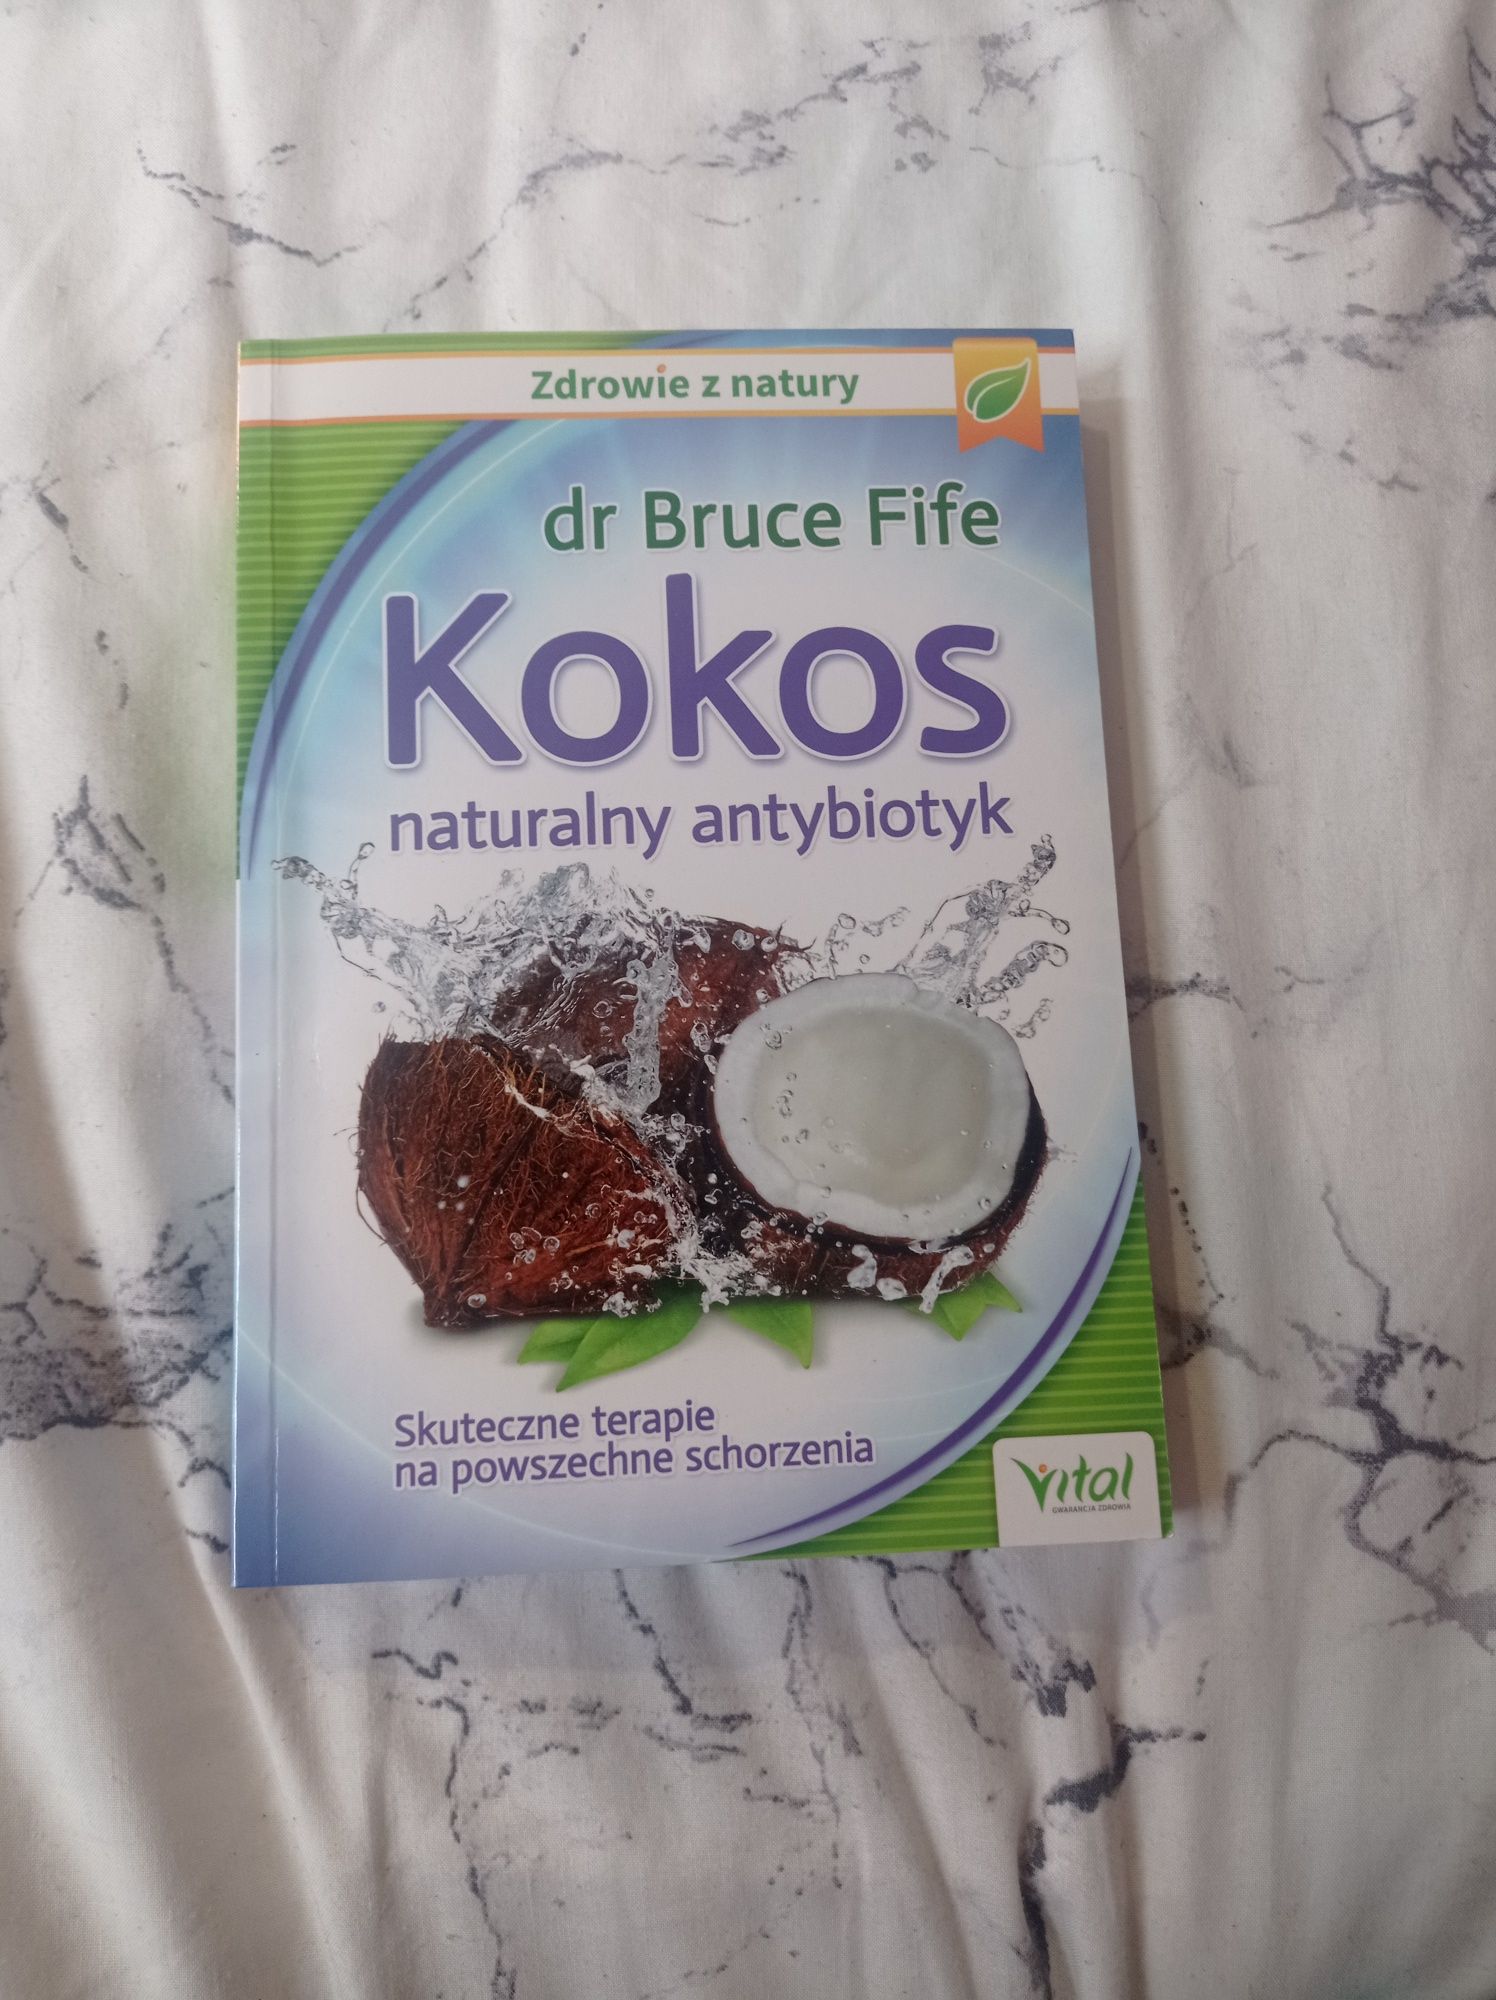 Zdrowie z natury
dr Bruce Fife
Kokos
naturalny antybiotyk
Skuteczne terapie
na powszechne schorzenia
Vital
GWARANCJA ZDROWIA